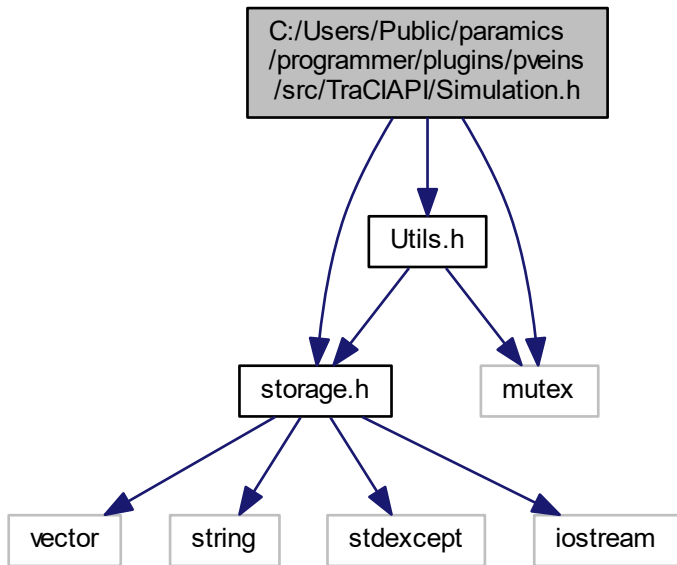 C:/Users/Public/paramics
/programmer/plugins/pveins
/src/TraCIAPI/Simulation.h
Utils.h
storage.h
mutex
vector
string
stdexcept
iostream